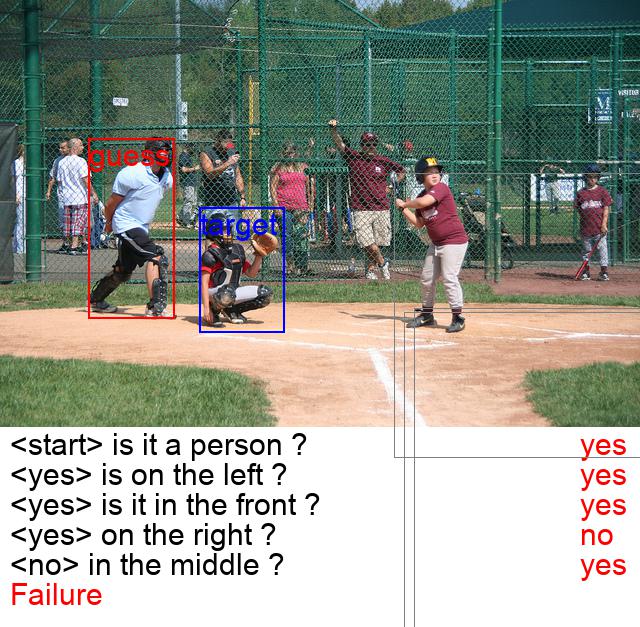 guess
target
M
<start> is it a person ? yes
<yes> is on the left ? yes
<yes> is it in the front ? yes
<yes> on the right ? no
<no> in the middle ? yes
Failure